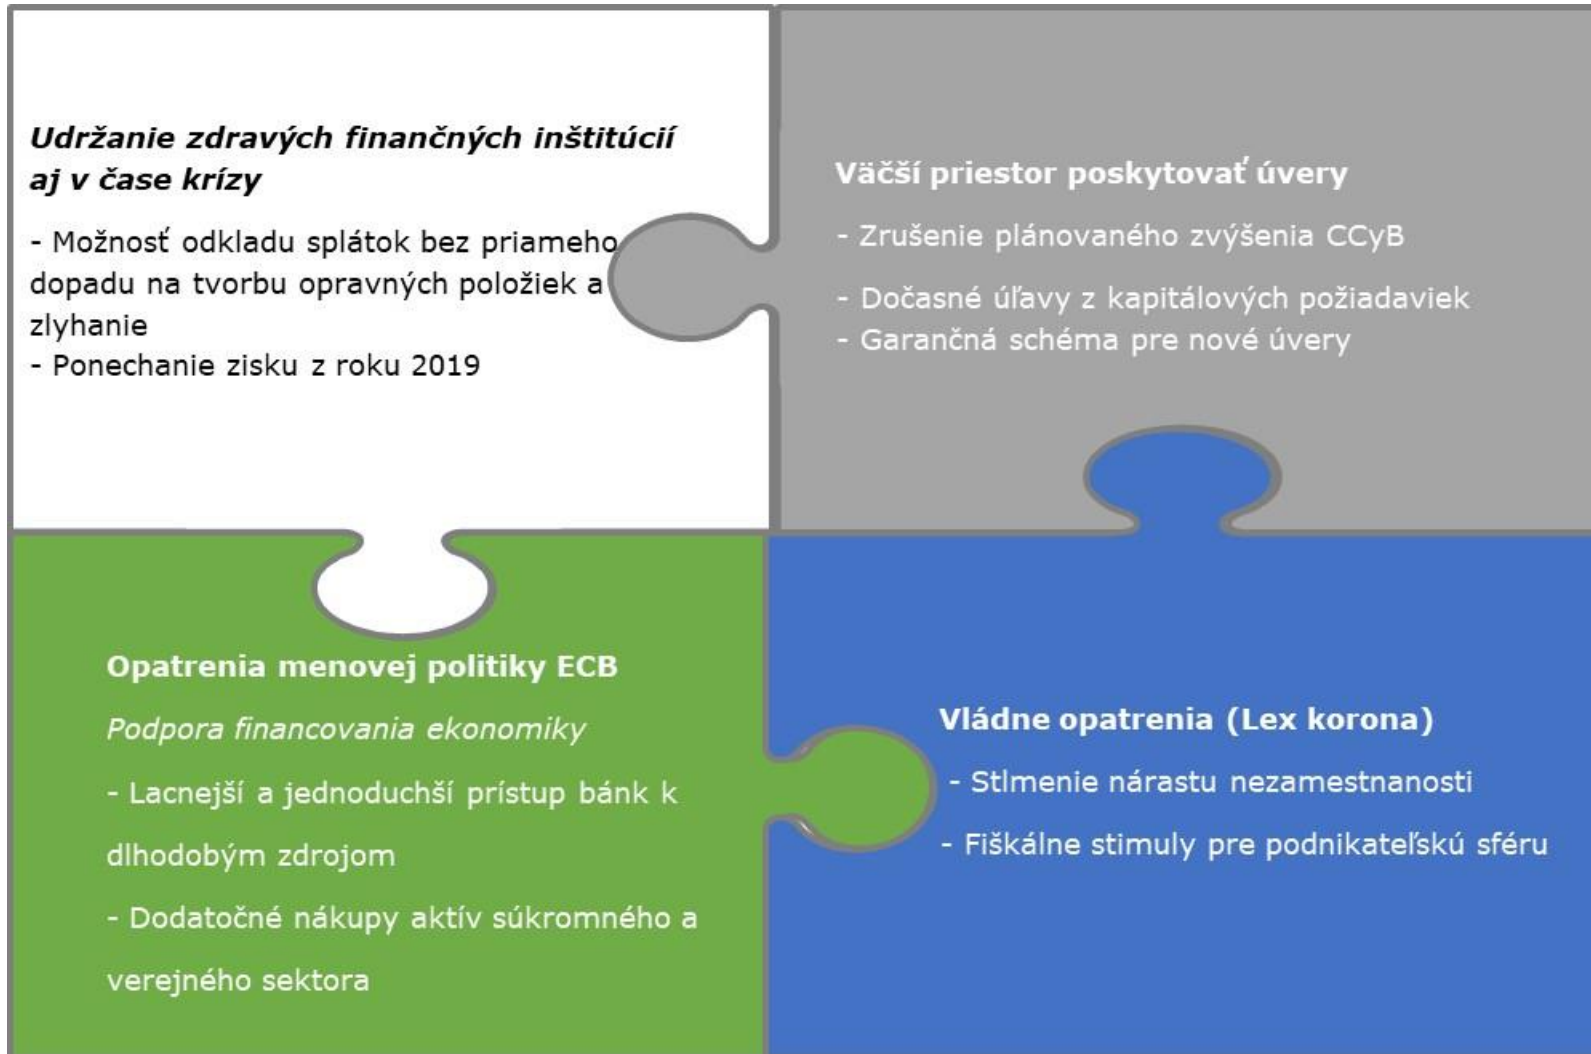 Udržanie zdravých finančných inštitúcií
aj v čase krízy
- Možnosť odkladu splátok bez priameho
dopadu na tvorbu opravných položiek a
zlyhanie
- Ponechanie zisku z roku 2019
Väčší priestor poskytovať úvery
- Zrušenie plánovaného zvýšenia CCyB
- Dočasné úľavy z kapitálových požiadaviek
- Garančná schéma pre nové úvery
Opatrenia menovej politiky ECB
Podpora financovania ekonomiky
- Lacnejší a jednoduchší prístup bánk k
dlhodobým zdrojom
- Dodatočné nákupy aktív súkromného a
verejného sektora
Vládne opatrenia (Lex korona)
- Stlmenie nárastu nezamestnanosti
- Fiškálne stimuly pre podnikateľskú sféru